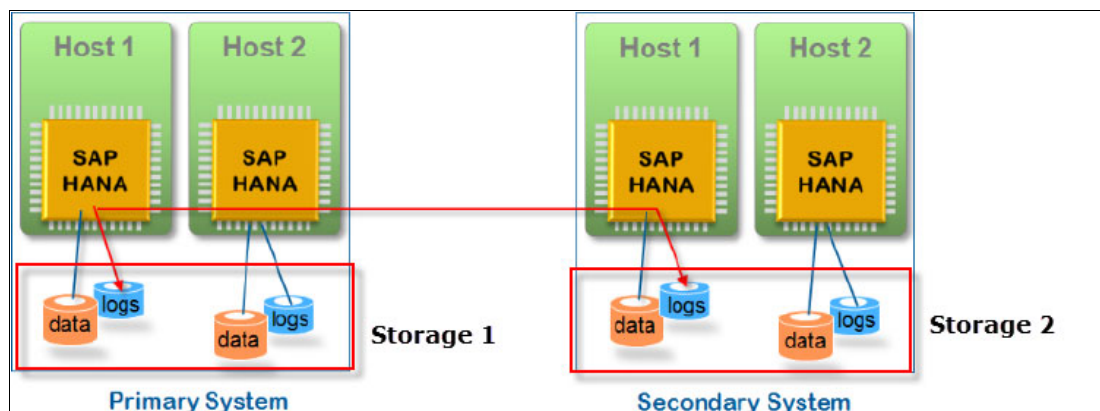 Host 1
Host 2
Host 1
Host 2
SAP
HANA
SAP
HANA
SAP
HANA
SAP
HANA
data
logs
data
logs
Storage 1
data
logs
data
logs
Storage 2
Primary System
Secondary System